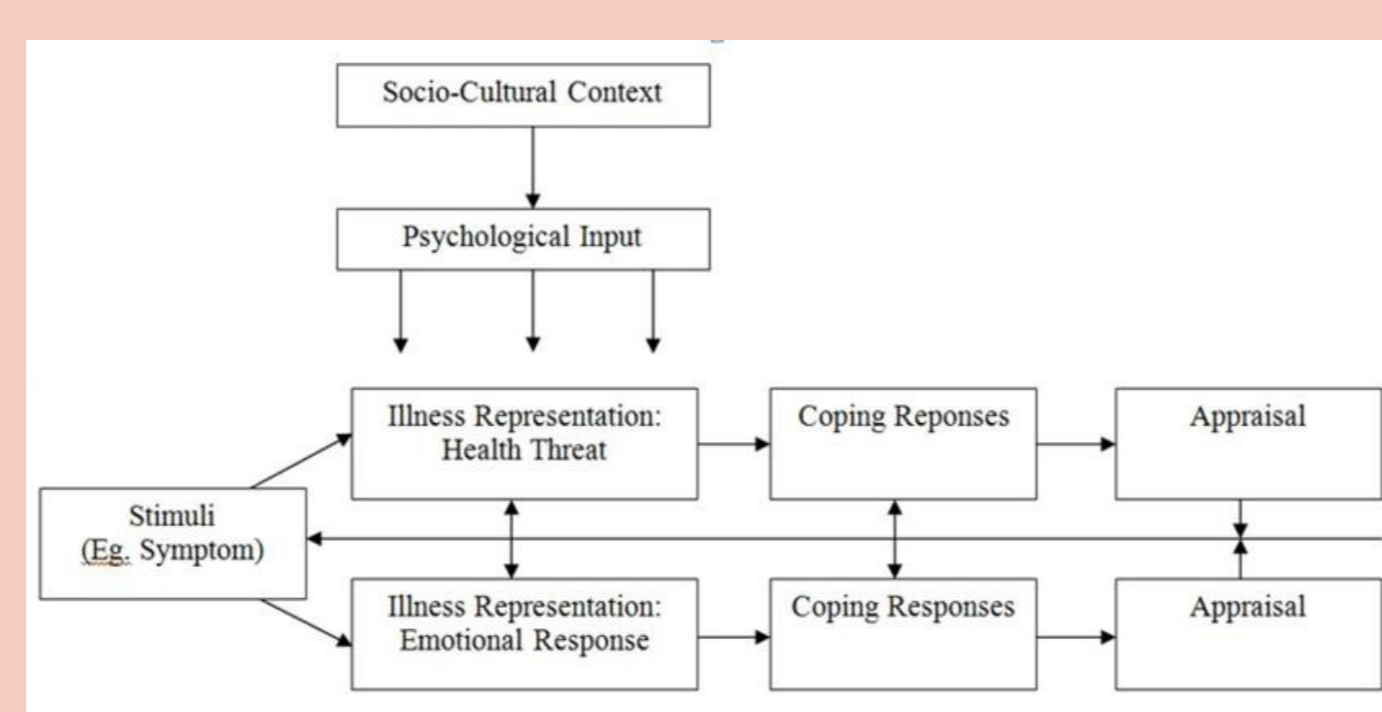 Socio-Cultural Context
Psychological Input
Illness Representation:
Health Threat
Coping Reponses
Appraisal
Stimuli
(Eg. Symptom)
Illness Representation:
Emotional Response
Coping Responses
Appraisal